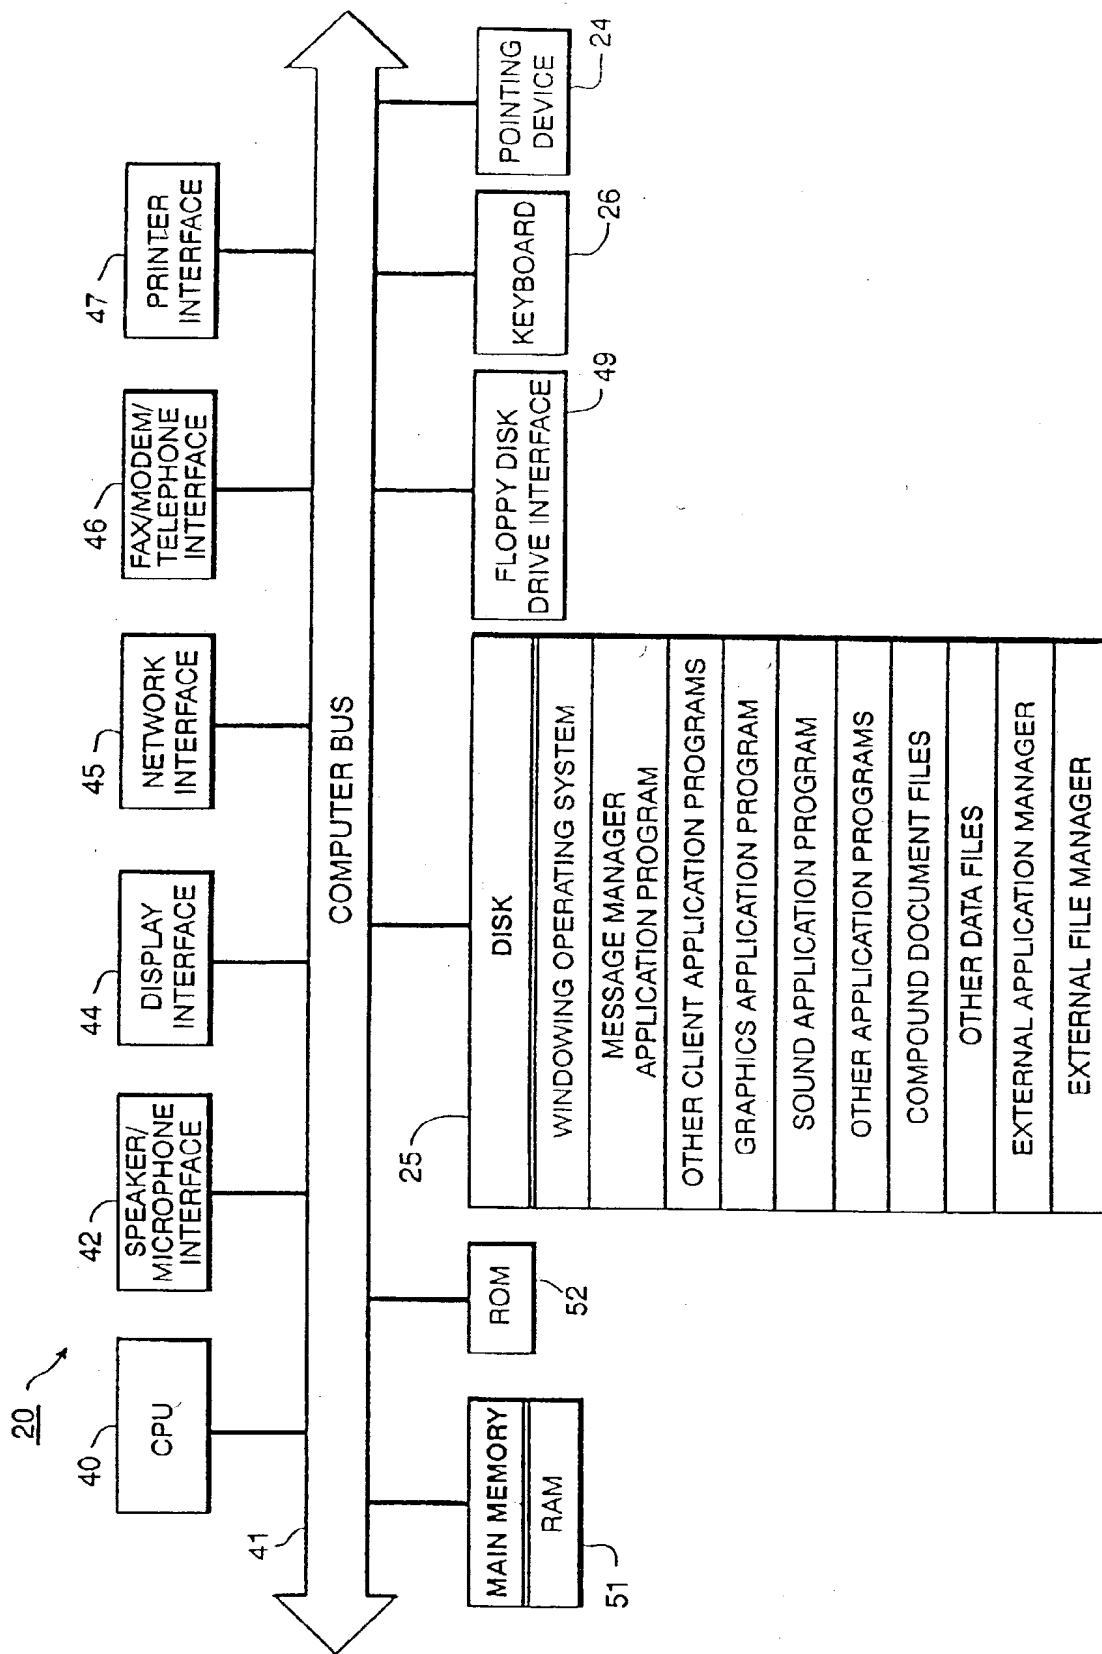 20
40
CPU
42
SPEAKER/
MICROPHONE
INTERFACE
44
DISPLAY
INTERFACE
45
NETWORK
INTERFACE
46
FAX/MODEM/
TELEPHONE
INTERFACE
47
PRINTER
INTERFACE
41
COMPUTER BUS
MAIN MEMORY
RAM
51
ROM
52
25
DISK
WINDOWING OPERATING SYSTEM
MESSAGE MANAGER
APPLICATION PROGRAM
OTHER CLIENT APPLICATION PROGRAMS
GRAPHICS APPLICATION PROGRAM
SOUND APPLICATION PROGRAM
OTHER APPLICATION PROGRAMS
COMPOUND DOCUMENT FILES
OTHER DATA FILES
EXTERNAL APPLICATION MANAGER
EXTERNAL FILE MANAGER
FLOPPY DISK
DRIVE INTERFACE
49
KEYBOARD
26
POINTING
DEVICE
24